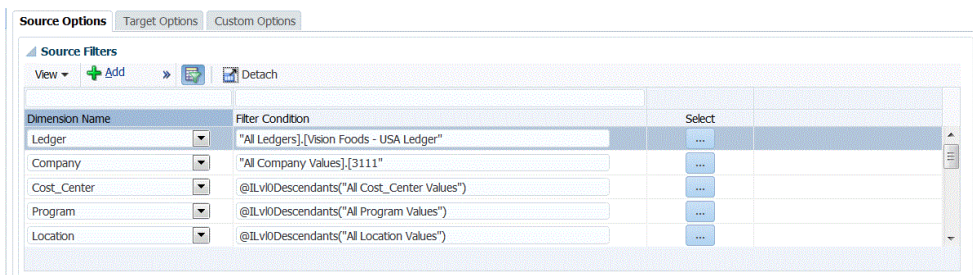 Source Options Target Options Custom Options
Source Filters
View Add » Detach
Dimension Name Filter Condition Select
Ledger "All Ledgers].[Vision Foods - USA Ledger" ...
Company "All Company Values].[3111" ...
Cost_Center @ILvl0Descendants("All Cost_Center Values") ...
Program @ILvl0Descendants("All Program Values") ...
Location @ILvl0Descendants("All Location Values") ...